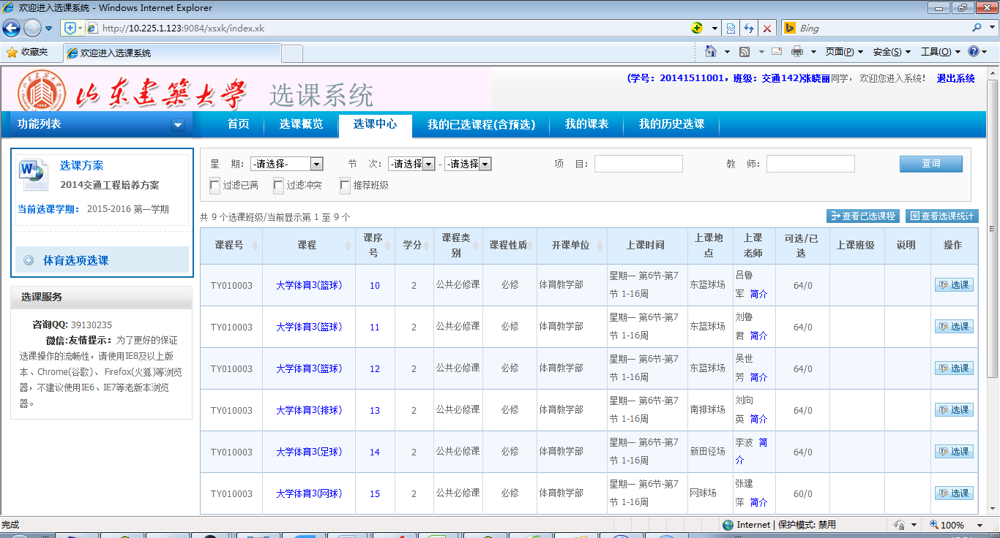 欢迎进入选课系统 - Windows Internet Explorer
http://10.225.1.123:9084/xsxk/index.xk
Bing
收藏夹
欢迎进入选课系统
页面(P)
安全(S)
工具(O)
山东建筑大学
选课系统
(学号：20141511001，班级：交通142)张晓丽同学， 欢迎您进入系统! 退出系统
功能列表
首页
选课概览
选课中心
我的已选课程(含预选)
我的课表
我的历史选课
选课方案
2014交通工程培养方案
当前选课学期： 2015-2016 第一学期
体育选项选课
选课服务
咨询QQ: 39130235
微信:友情提示：为了更好的保证
选课操作的流畅性，请使用IE8及以上版
本、Chrome(谷歌)、 Firefox(火狐)等浏览
器，不建议使用IE6、IE7等老版本浏览
器。
星 期： -请选择- 节 次： -请选择 - -请选择 项 目： 教 师： 查询
过滤已满 过滤冲突 推荐班级
共 9 个选课班级/当前显示第 1 至 9 个
查看已选课程 查看选课统计
课程号 课程 课序号 学分 课程类别 课程性质 开课单位 上课时间 上课地点 上课老师 可选/已选 上课班级 说明 操作
TY010003 大学体育3(篮球) 10 2 公共必修课 必修 体育教学部 星期一 第6节-第7节 1-16周 东篮球场 吕鲁军 简介 64/0 选课
TY010003 大学体育3(篮球) 11 2 公共必修课 必修 体育教学部 星期一 第6节-第7节 1-16周 东篮球场 刘鲁君 简介 64/0 选课
TY010003 大学体育3(篮球) 12 2 公共必修课 必修 体育教学部 星期一 第6节-第7节 1-16周 东篮球场 吴世芳 简介 64/0 选课
TY010003 大学体育3(排球) 13 2 公共必修课 必修 体育教学部 星期一 第6节-第7节 1-16周 南排球场 刘向英 简介 64/0 选课
TY010003 大学体育3(足球) 14 2 公共必修课 必修 体育教学部 星期一 第6节-第7节 1-16周 新田径场 李波 简介 64/0 选课
TY010003 大学体育3(网球) 15 2 公共必修课 必修 体育教学部 星期一 第6节-第7节 1-16周 网球场 张建萍 简介 60/0 选课
完成
Internet | 保护模式: 禁用
100%